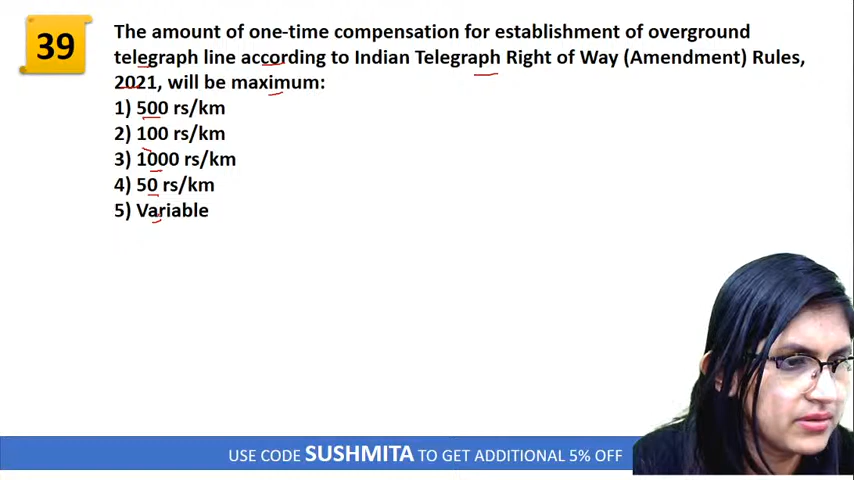 39
The amount of one-time compensation for establishment of overground
telegraph line according to Indian Telegraph Right of Way (Amendment) Rules,
2021, will be maximum:
1) 500 rs/km
2) 100 rs/km
3) 1000 rs/km
4) 50 rs/km
5) Variable
USE CODE SUSHMITA TO GET ADDITIONAL 5% OFF